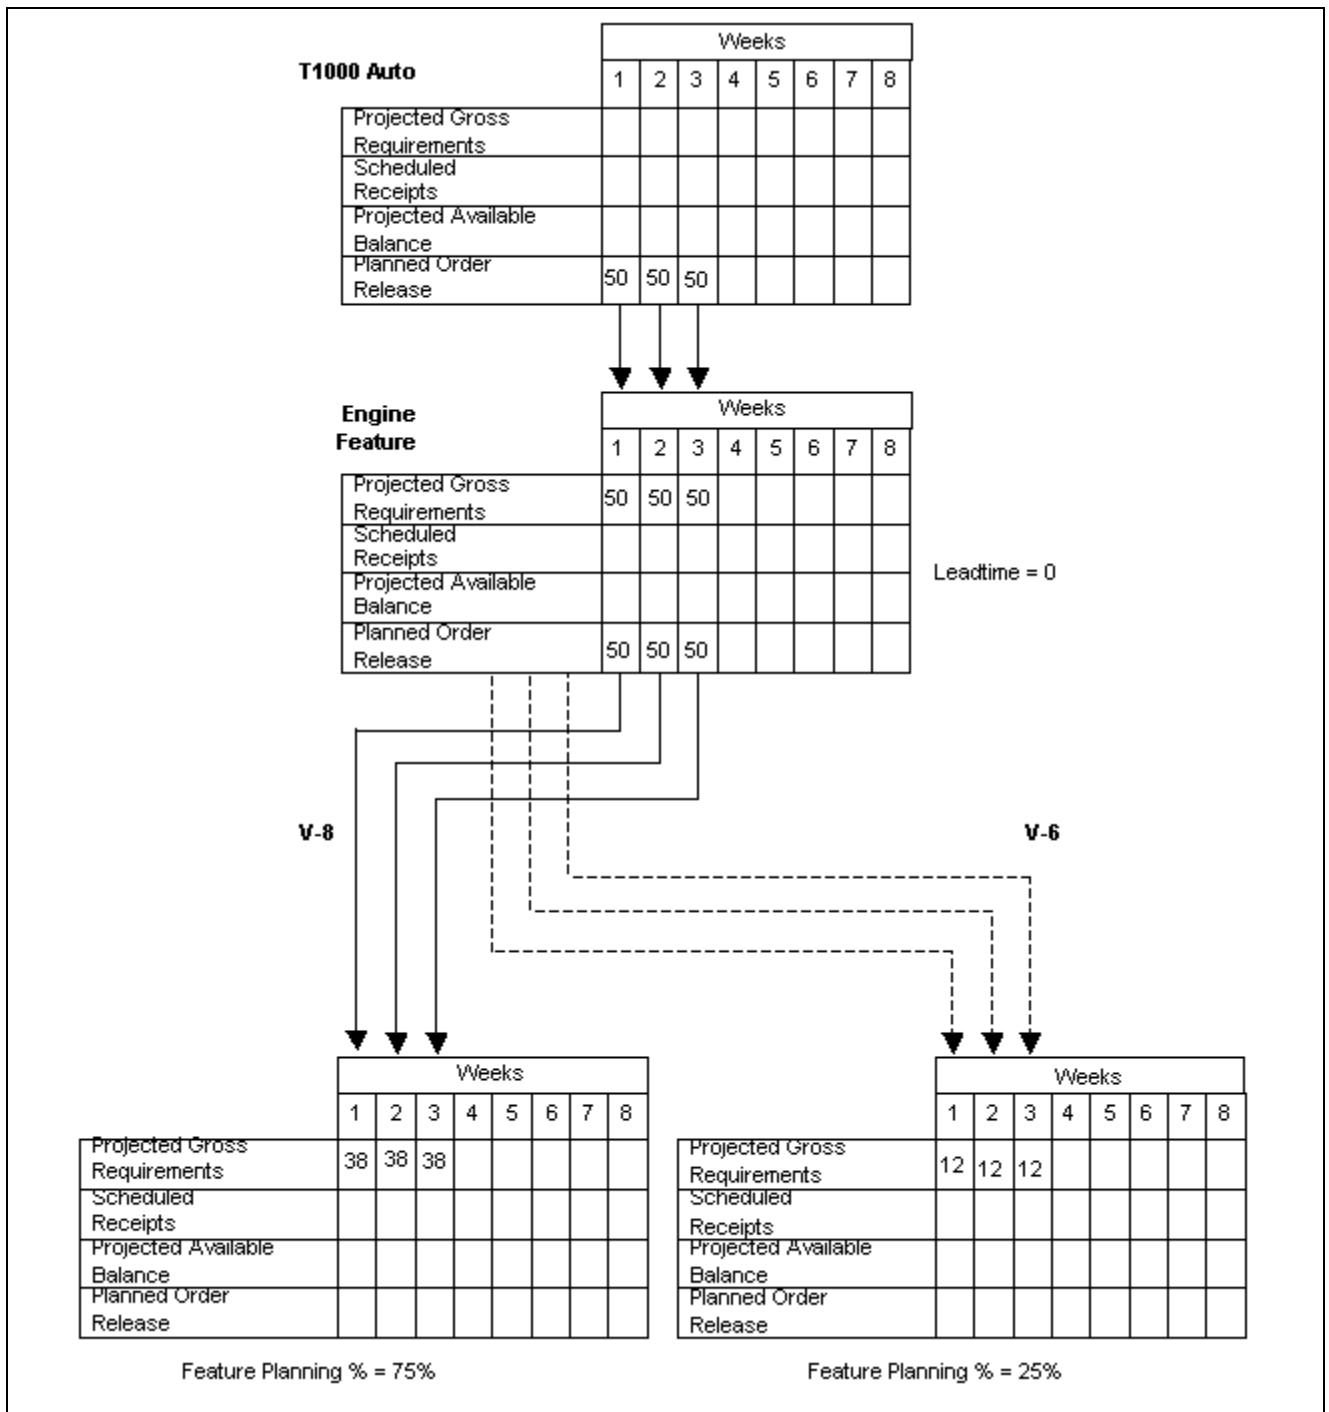 Weeks
T1000 Auto
1 2 3 4 5 6 7 8
Projected Gross
Requirements
Scheduled
Receipts
Projected Available
Balance
Planned Order
Release
50 50 50
Weeks
Engine
Feature
1 2 3 4 5 6 7 8
Projected Gross
Requirements
50 50 50
Scheduled
Receipts
Projected Available
Balance
Leadtime = 0
Planned Order
Release
50 50 50
V-8
V-6
Weeks
1 2 3 4 5 6 7 8
Projected Gross
Requirements
38 38 38
Scheduled
Receipts
Projected Available
Balance
Planned Order
Release
Feature Planning % = 75%
Weeks
1 2 3 4 5 6 7 8
Projected Gross
Requirements
12 12 12
Scheduled
Receipts
Projected Available
Balance
Planned Order
Release
Feature Planning % = 25%